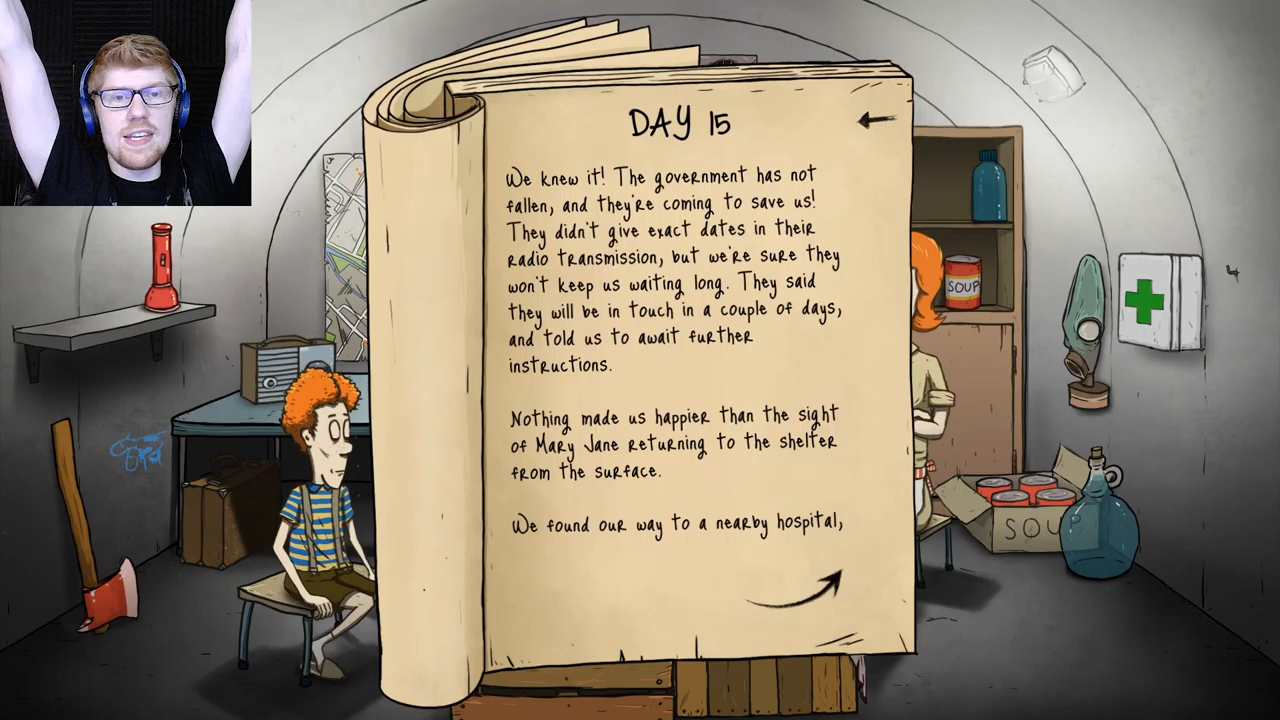 DAY 15
We knew it! The government has not
fallen, and they're coming to save us!
They didn't give exact dates in their
radio transmission, but we're sure they
won't keep us waiting long. They said
they will be in touch in a couple of days,
and told us to await further
instructions.
Nothing made us happier than the sight
of Mary Jane returning to the shelter
from the surface.
We found our way to a nearby hospital,
SOUP
SOUP